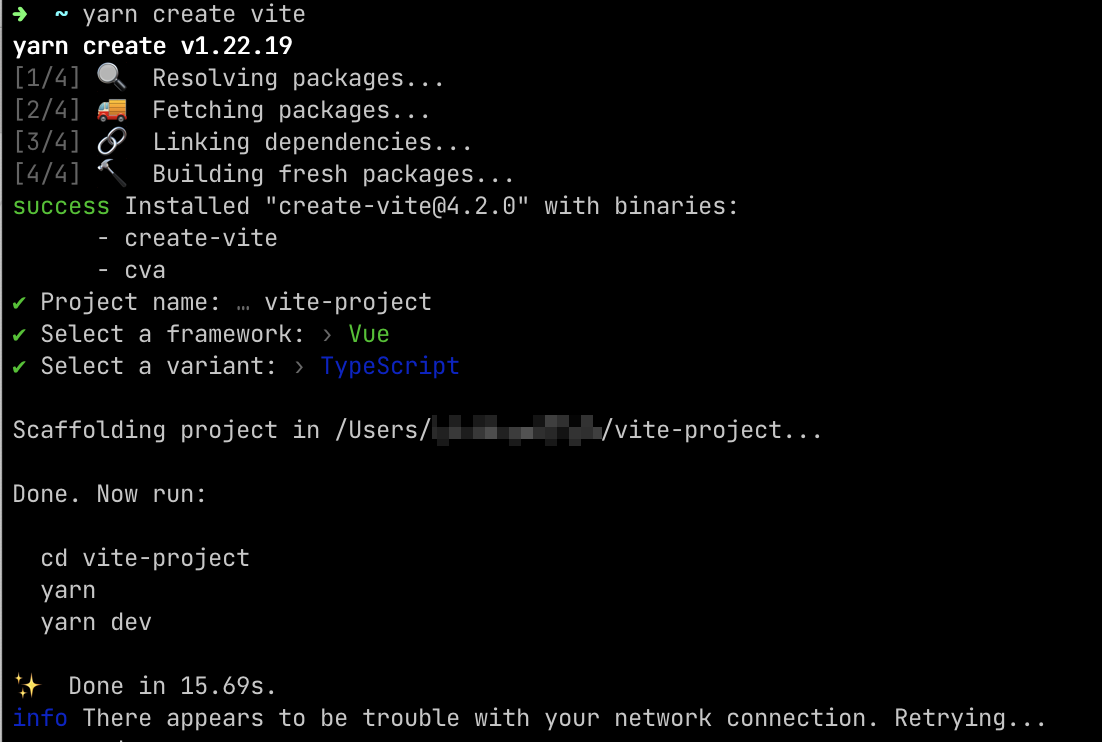 ➜ ~ yarn create vite
yarn create v1.22.19
[1/4] 🔍 Resolving packages...
[2/4] 🚚 Fetching packages...
[3/4] 🔗 Linking dependencies...
[4/4] 🔨 Building fresh packages...
success Installed "create-vite@4.2.0" with binaries:
- create-vite
- cva
✔ Project name: … vite-project
✔ Select a framework: › Vue
✔ Select a variant: › TypeScript
Scaffolding project in /Users/ /vite-project...
Done. Now run:
cd vite-project
yarn
yarn dev
✨ Done in 15.69s.
info There appears to be trouble with your network connection. Retrying...